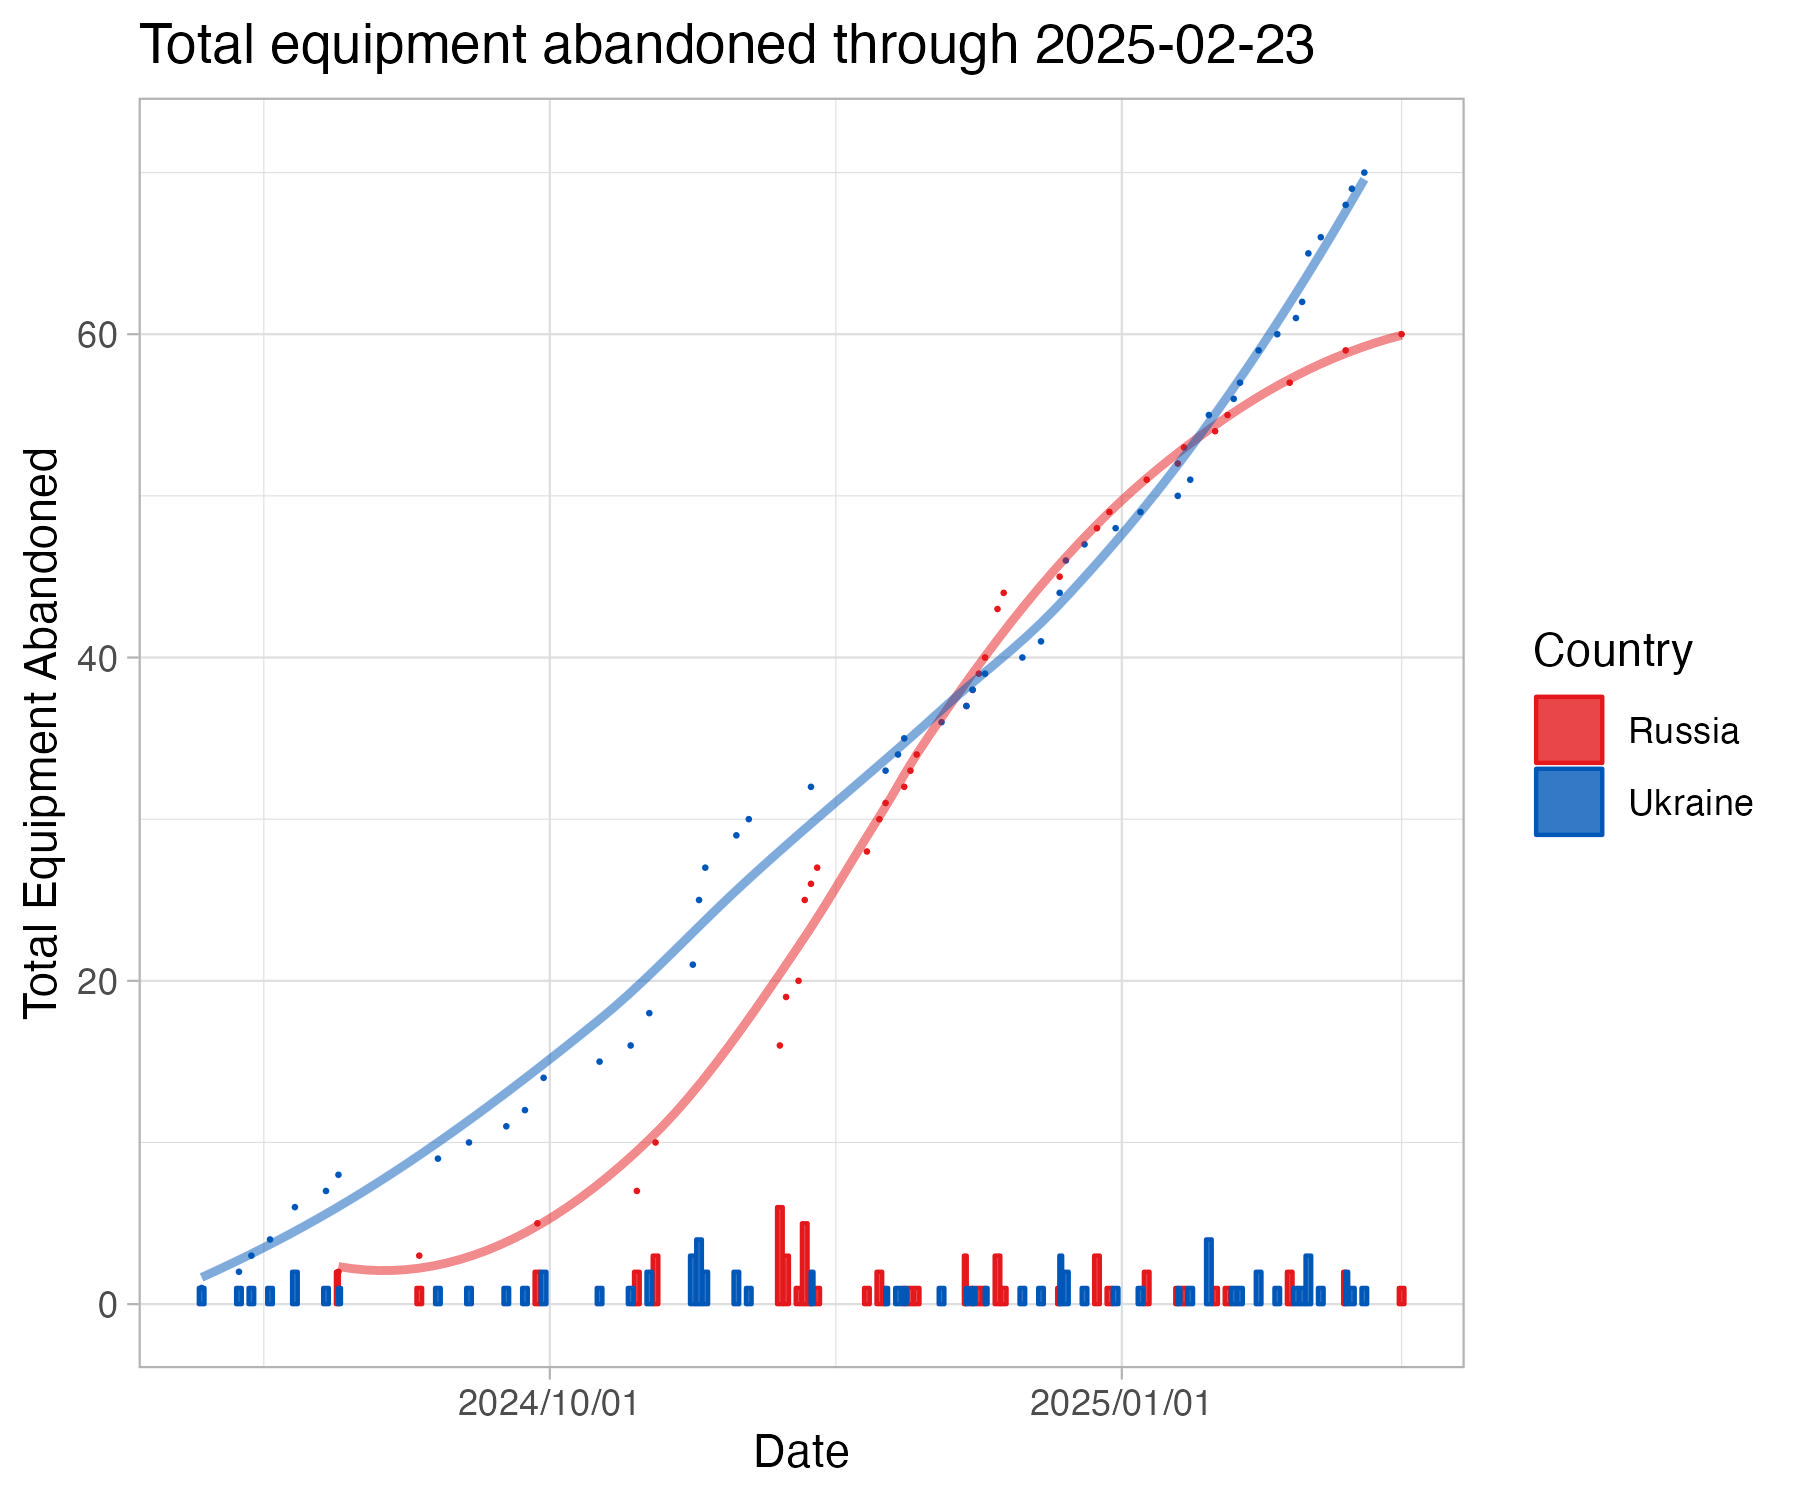 Total equipment abandoned through 2025-02-23
Total Equipment Abandoned
60
40
20
0
2024/10/01
2025/01/01
Date
Country
Russia
Ukraine